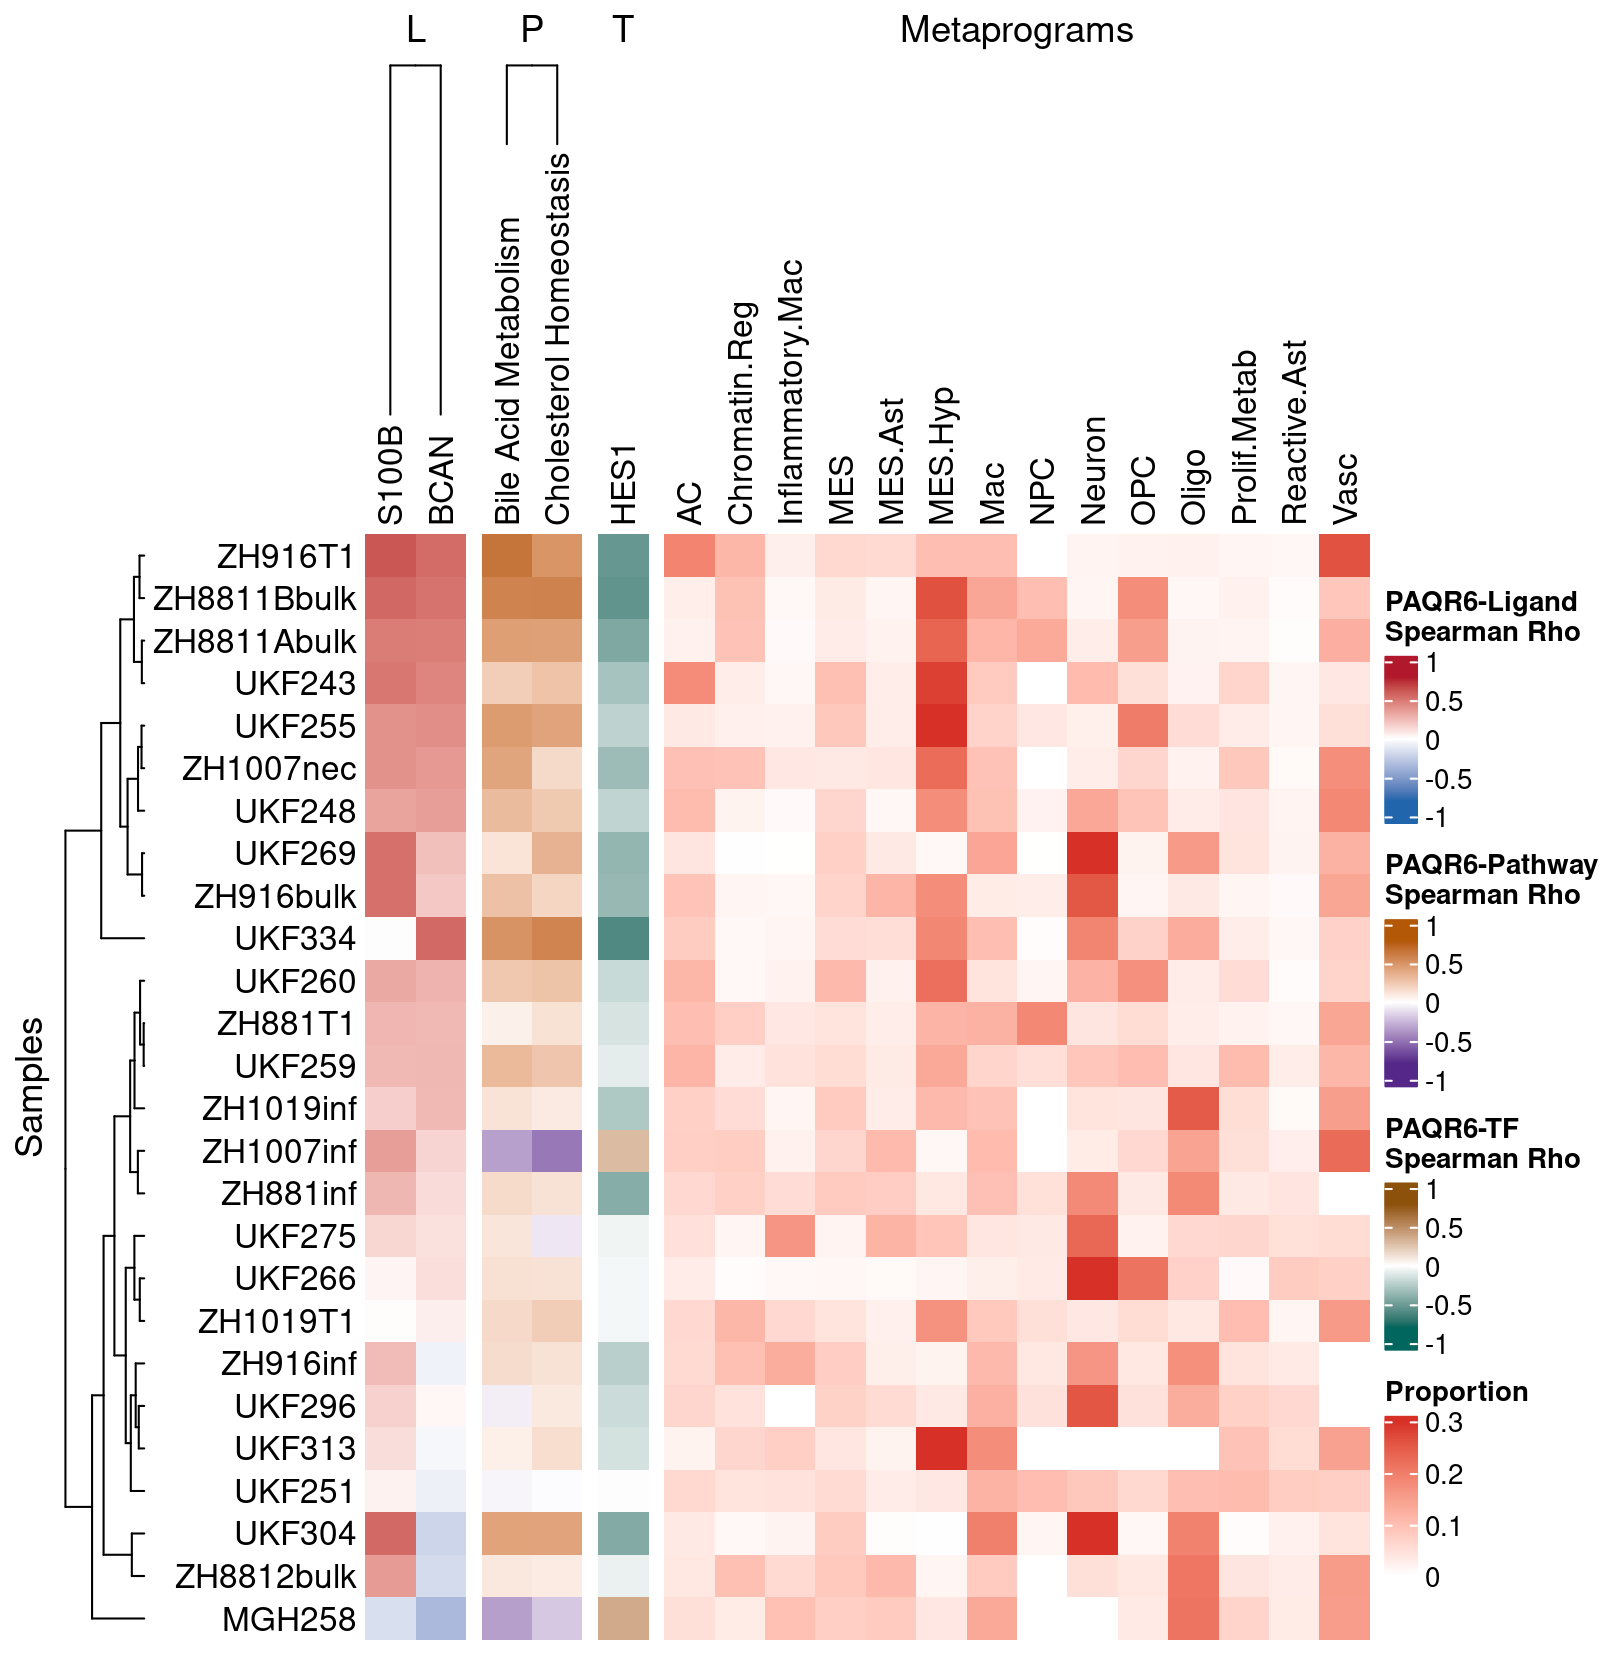 L P T Metaprograms
S100B
BCAN
Bile Acid Metabolism
Cholesterol Homeostasis
HES1
AC
Chromatin.Reg
Inflammatory.Mac
MES
MES.Ast
MES.Hyp
Mac
NPC
Neuron
OPC
Oligo
Prolif.Metab
Reactive.Ast
Vasc
Samples
ZH916T1
ZH8811Bbulk
ZH8811Abulk
UKF243
UKF255
ZH1007nec
UKF248
UKF269
ZH916bulk
UKF334
UKF260
ZH881T1
UKF259
ZH1019inf
ZH1007inf
ZH881inf
UKF275
UKF266
ZH1019T1
ZH916inf
UKF296
UKF313
UKF251
UKF304
ZH8812bulk
MGH258
PAQR6-Ligand
Spearman Rho
1
0.5
0
-0.5
-1
PAQR6-Pathway
Spearman Rho
1
0.5
0
-0.5
-1
PAQR6-TF
Spearman Rho
1
0.5
0
-0.5
-1
Proportion
0.3
0.2
0.1
0